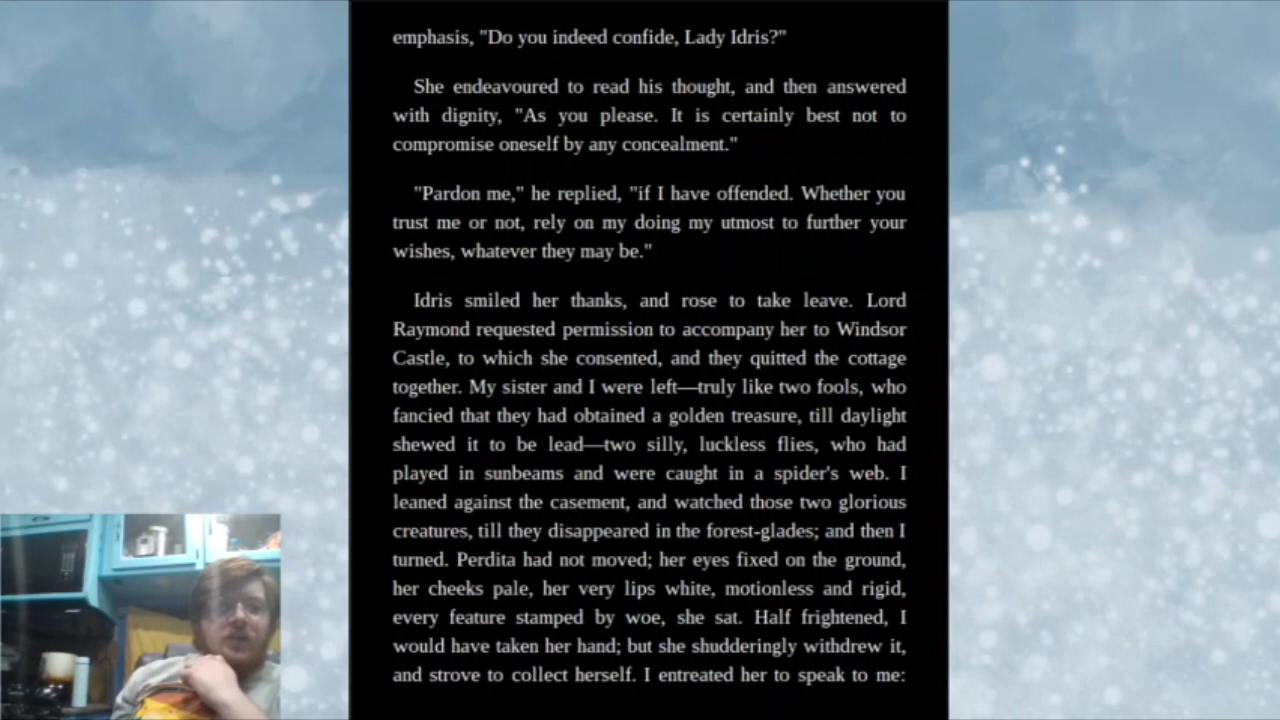 emphasis, "Do you indeed confide, Lady Idris?"
She endeavoured to read his thought, and then answered
with dignity, "As you please. It is certainly best not to
compromise oneself by any concealment."
"Pardon me," he replied, "if I have offended. Whether you
trust me or not, rely on my doing my utmost to further your
wishes, whatever they may be."
Idris smiled her thanks, and rose to take leave. Lord
Raymond requested permission to accompany her to Windsor
Castle, to which she consented, and they quitted the cottage
together. My sister and I were left—truly like two fools, who
fancied that they had obtained a golden treasure, till daylight
shewed it to be lead—two silly, luckless flies, who had
played in sunbeams and were caught in a spider's web. I
leaned against the casement, and watched those two glorious
creatures, till they disappeared in the forest-glades; and then I
turned. Perdita had not moved; her eyes fixed on the ground,
her cheeks pale, her very lips white, motionless and rigid,
every feature stamped by woe, she sat. Half frightened, I
would have taken her hand; but she shudderingly withdrew it,
and strove to collect herself. I entreated her to speak to me: